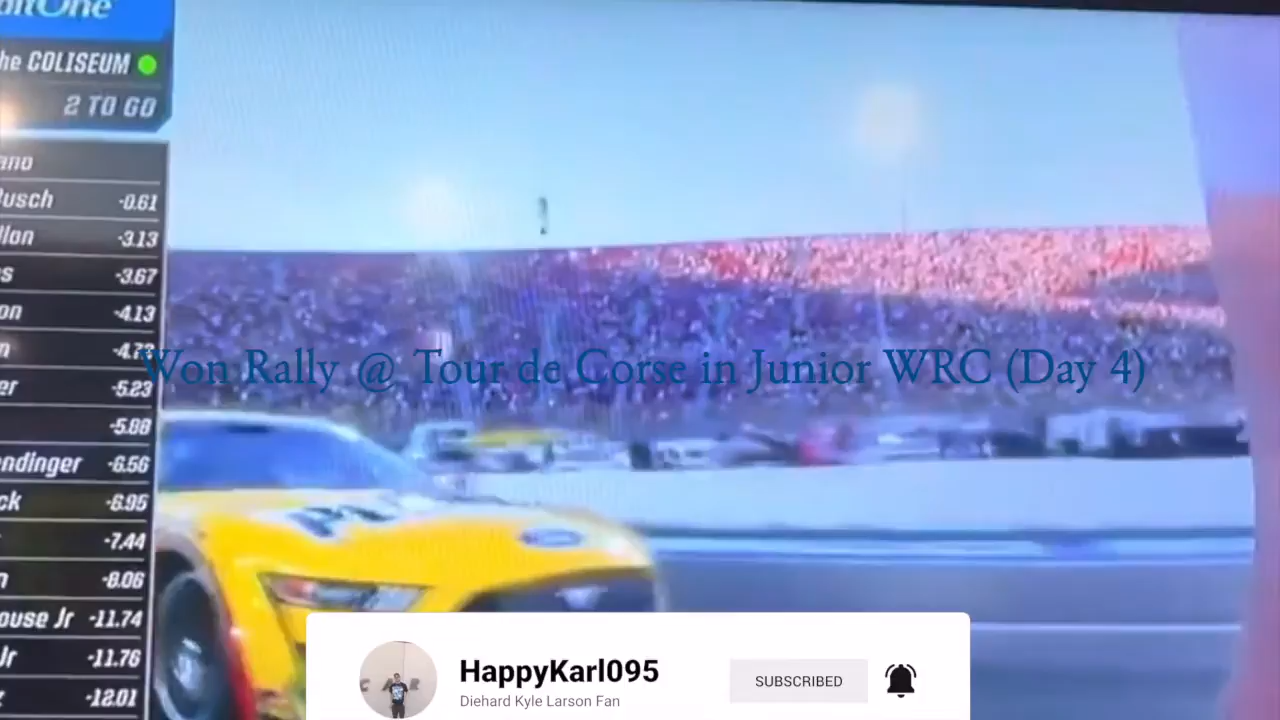 he COLISEUM
2 TO GO
ano
Busch -0.61
llon -3.13
s -3.67
on -4.13
n -4.73
er -5.23
-5.88
endinger -6.56
ck -6.95
-7.44
n -8.06
ouse Jr -11.74
Jr -11.76
-12.01
Won Rally @ Tour de Corse in Junior WRC (Day 4)
HappyKarl095
Diehard Kyle Larson Fan
SUBSCRIBED